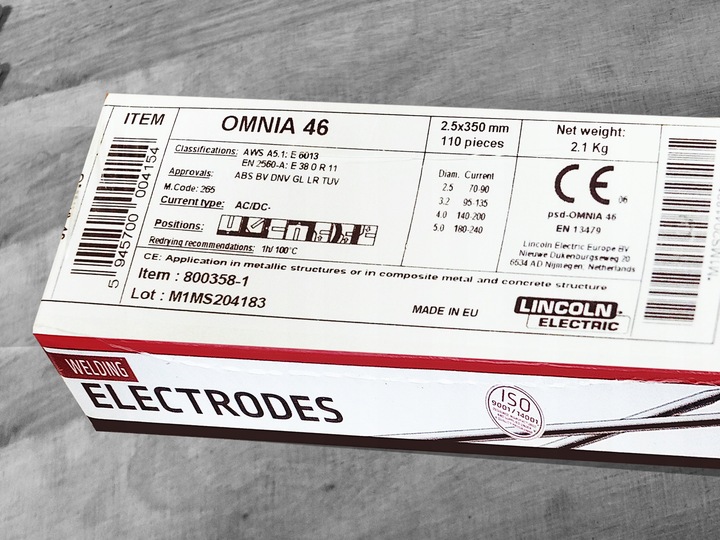 ITEM
OMNIA 46
2.5x350 mm
110 pieces
Net weight:
2.1 Kg
Classifications: AWS A5.1: E 6013
EN 2560-A: E 38 0 R 11
Approvals: ABS BV DNV GL LR TUV
M.Code: 265
Current type: AC/DC-
Positions:
Redrying recommendations: 1h/100°C
Diam. Current
2.5 70-90
3.2 95-135
4.0 140-200
5.0 180-240
CE 06
psd-OMNIA 46
EN 13479
Lincoln Electric Europe BV
Nieuwe Dukenburgseweg 20
6534 AD Nijmegen, Netherlands
CE: Application in metallic structures or in composite metal and concrete structure
Item : 800358-1
Lot : M1MS204183
MADE IN EU
LINCOLN
ELECTRIC
5 945700 004154
WELDING
ELECTRODES
ISO
9001/14001